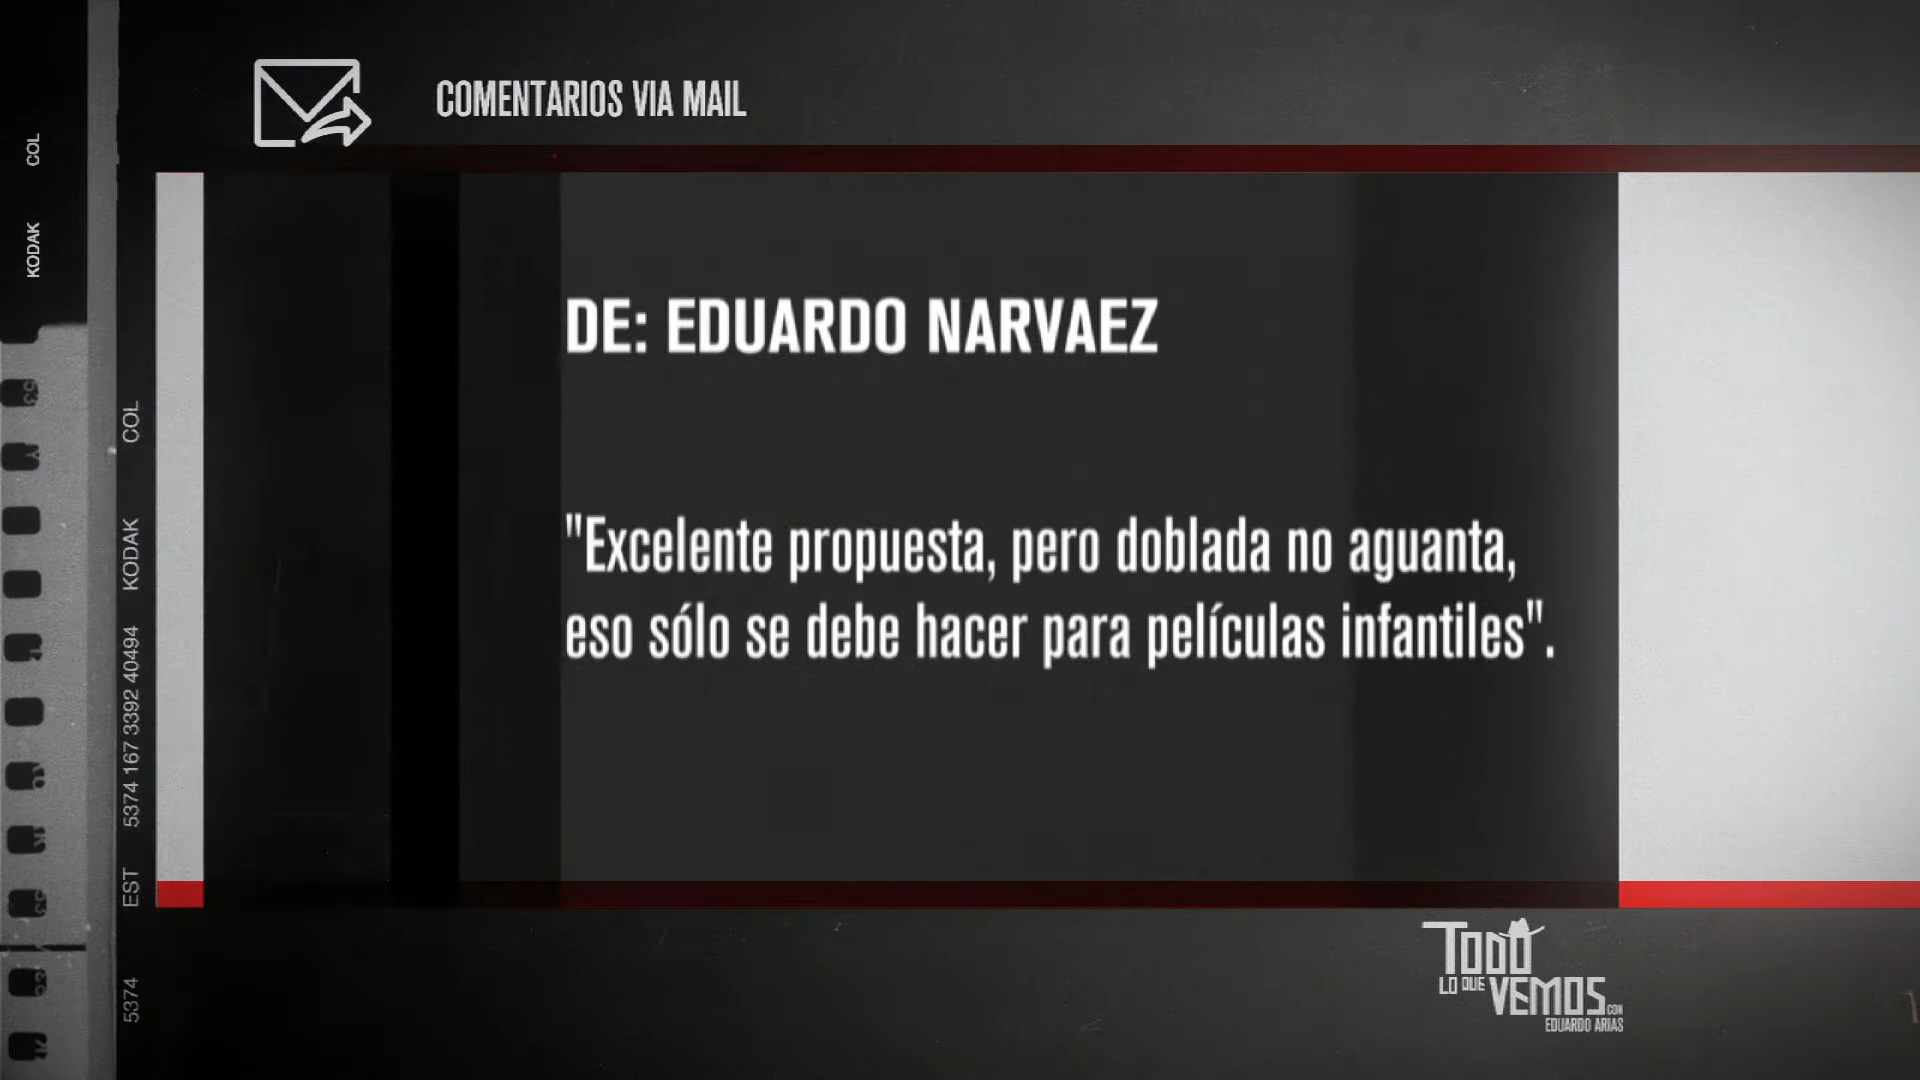 COMENTARIOS VIA MAIL
COL
KODAK
DE: EDUARDO NARVAEZ
"Excelente propuesta, pero doblada no aguanta,
eso sólo se debe hacer para películas infantiles".
COL
KODAK
5374 167 3392 40494
EST
5374
TODO
LO QUE VEMOS CON
EDUARDO ARIAS